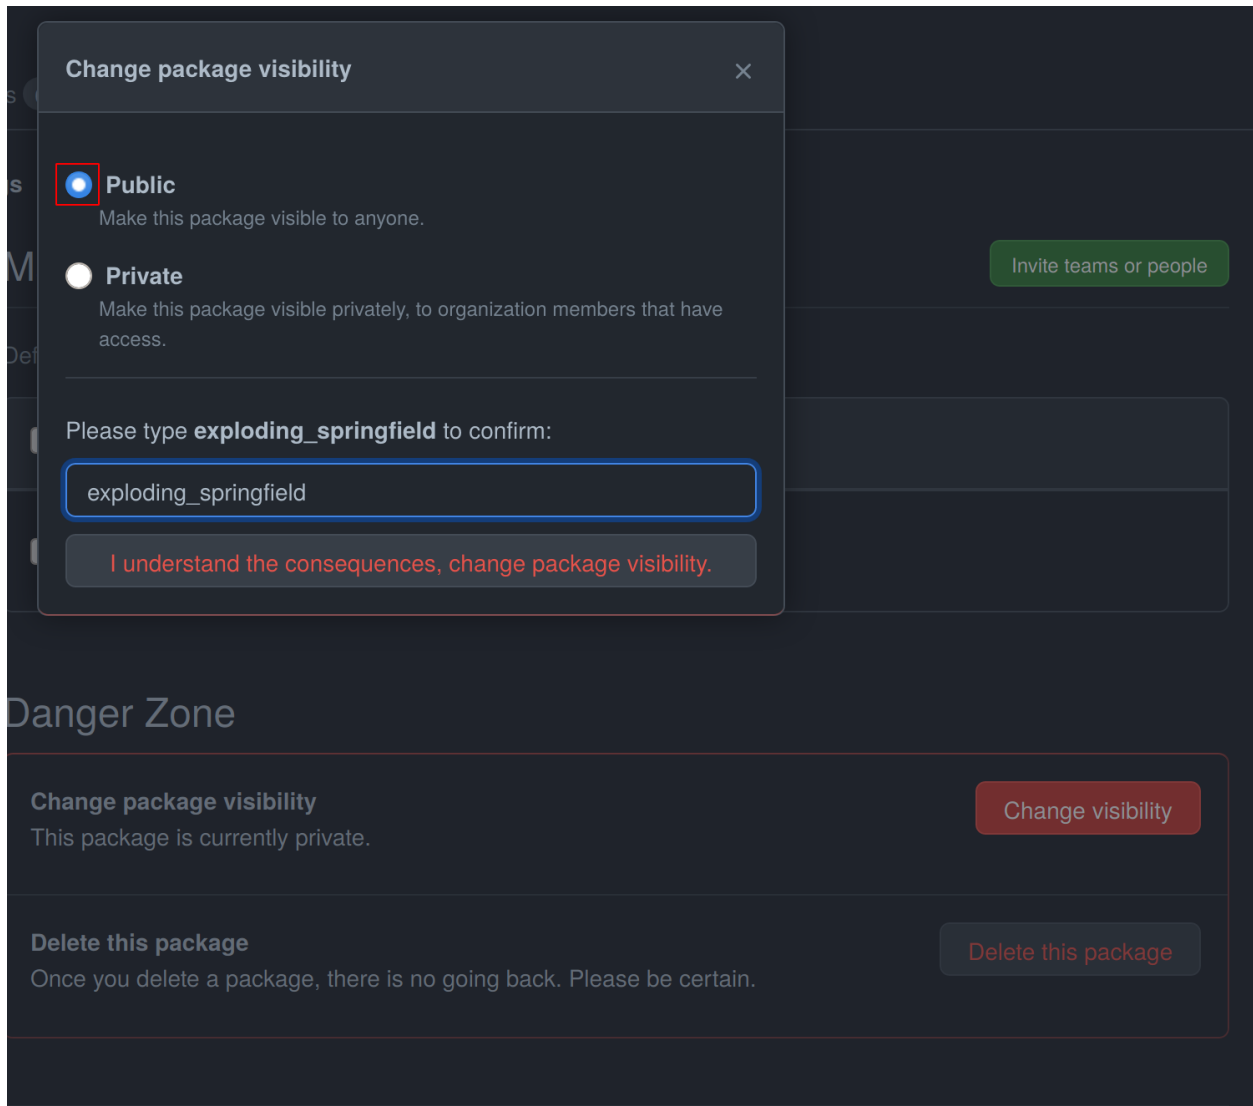 Change package visibility
s
Public
s
Make this package visible to anyone.
M
Private
Invite teams or people
Make this package visible privately, to organization members that have
access.
Def
Please type exploding_springfield to confirm:
exploding_springfield
I understand the consequences, change package visibility.
Danger Zone
Change package visibility
This package is currently private.
Change visibility
Delete this package
Once you delete a package, there is no going back. Please be certain.
Delete this package